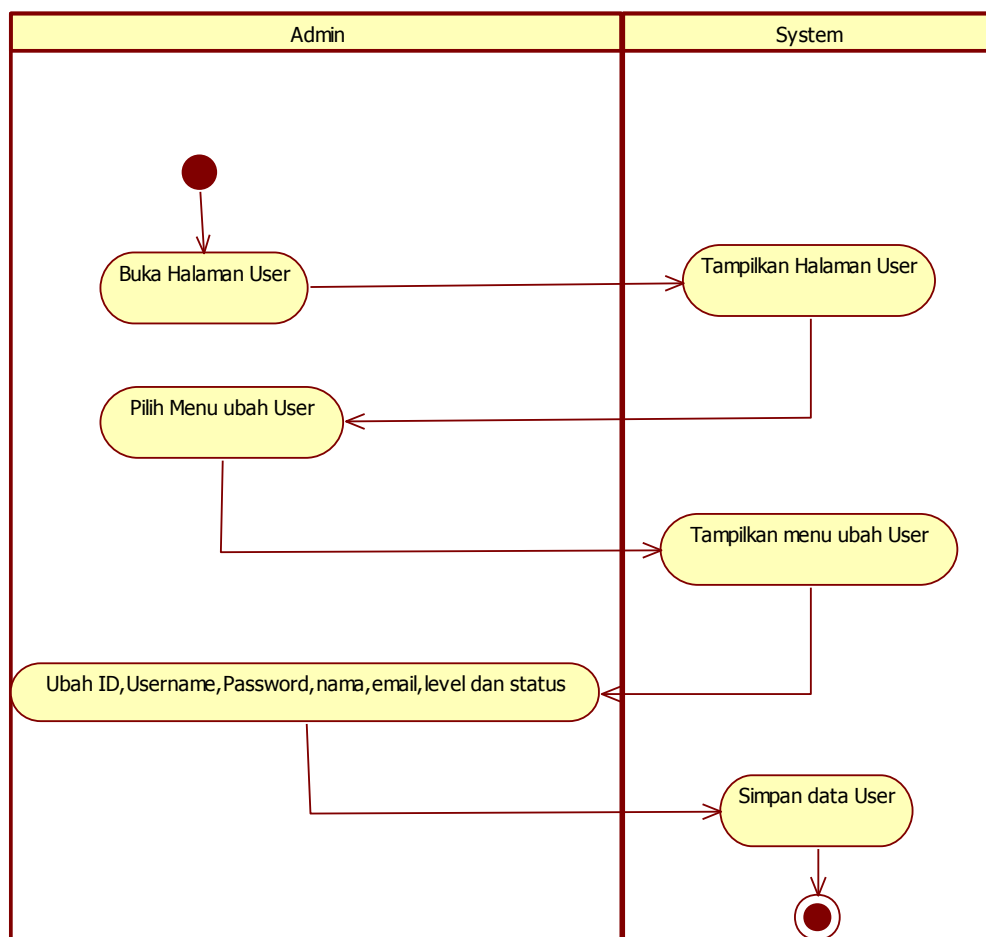 Admin
System
Buka Halaman User
Tampilkan Halaman User
Pilih Menu ubah User
Tampilkan menu ubah User
Ubah ID,Username,Password,nama,email,level dan status
Simpan data User